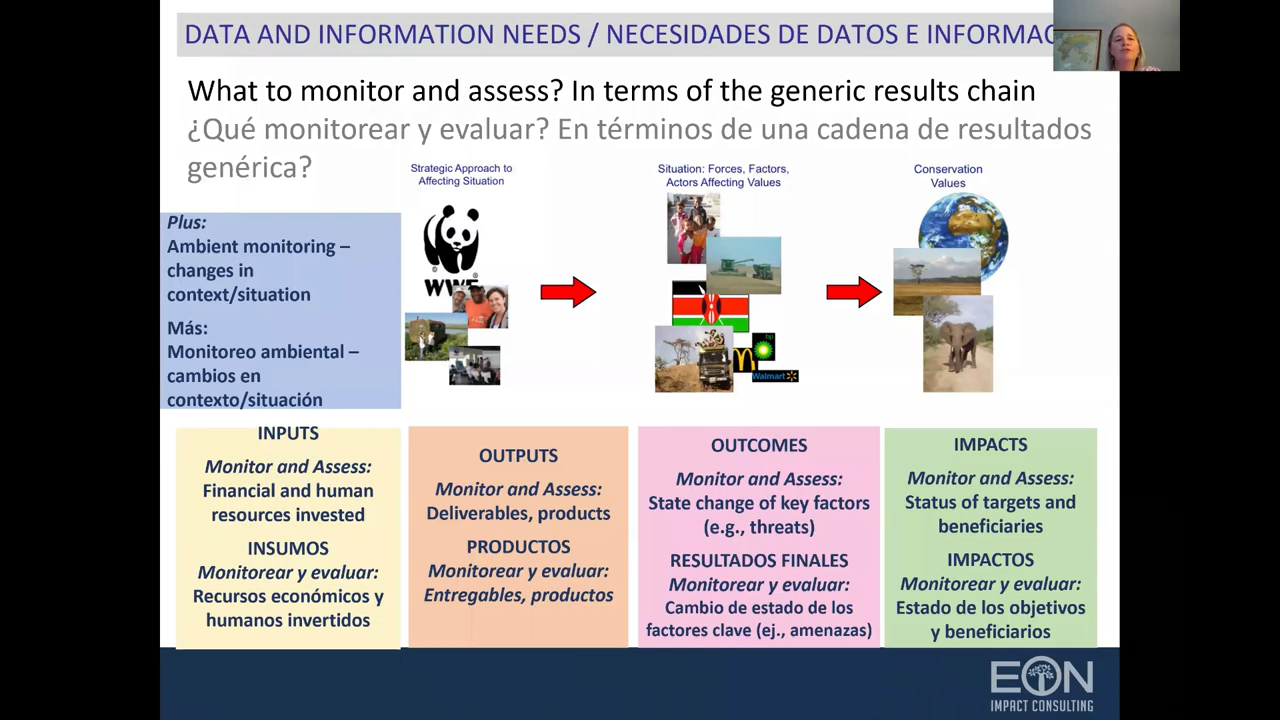 DATA AND INFORMATION NEEDS / NECESIDADES DE DATOS E INFORMAC
What to monitor and assess? In terms of the generic results chain
¿Qué monitorear y evaluar? En términos de una cadena de resultados
genérica?
Strategic Approach to
Affecting Situation
Situation: Forces, Factors,
Actors Affecting Values
Conservation
Values
WWF
bp
Walmart
Plus:
Ambient monitoring –
changes in
context/situation
Más:
Monitoreo ambiental –
cambios en
contexto/situación
INPUTS
Monitor and Assess:
Financial and human
resources invested
INSUMOS
Monitorear y evaluar:
Recursos económicos y
humanos invertidos
OUTPUTS
Monitor and Assess:
Deliverables, products
PRODUCTOS
Monitorear y evaluar:
Entregables, productos
OUTCOMES
Monitor and Assess:
State change of key factors
(e.g., threats)
RESULTADOS FINALES
Monitorear y evaluar:
Cambio de estado de los
factores clave (ej., amenazas)
IMPACTS
Monitor and Assess:
Status of targets and
beneficiaries
IMPACTOS
Monitorear y evaluar:
Estado de los objetivos
y beneficiarios
EON
IMPACT CONSULTING